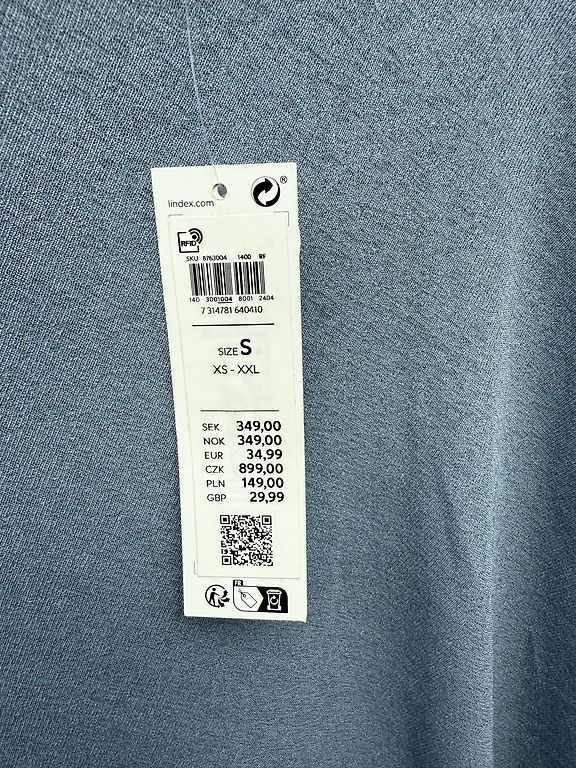 lindex.com
®
RFID
SKU 8763004 1400 RF
140 3001004 8001 2404
7 314781 640410
SIZE S
XS - XXL
SEK 349,00
NOK 349,00
EUR 34,99
CZK 899,00
PLN 149,00
GBP 29,99
FR